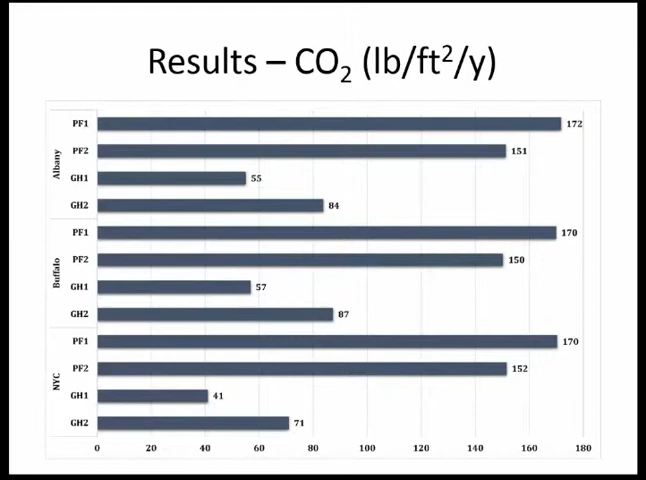 Results – CO₂ (lb/ft²/y)
Albany
PF1 172
PF2 151
GH1 55
GH2 84
Buffalo
PF1 170
PF2 150
GH1 57
GH2 87
NYC
PF1 170
PF2 152
GH1 41
GH2 71
0 20 40 60 80 100 120 140 160 180